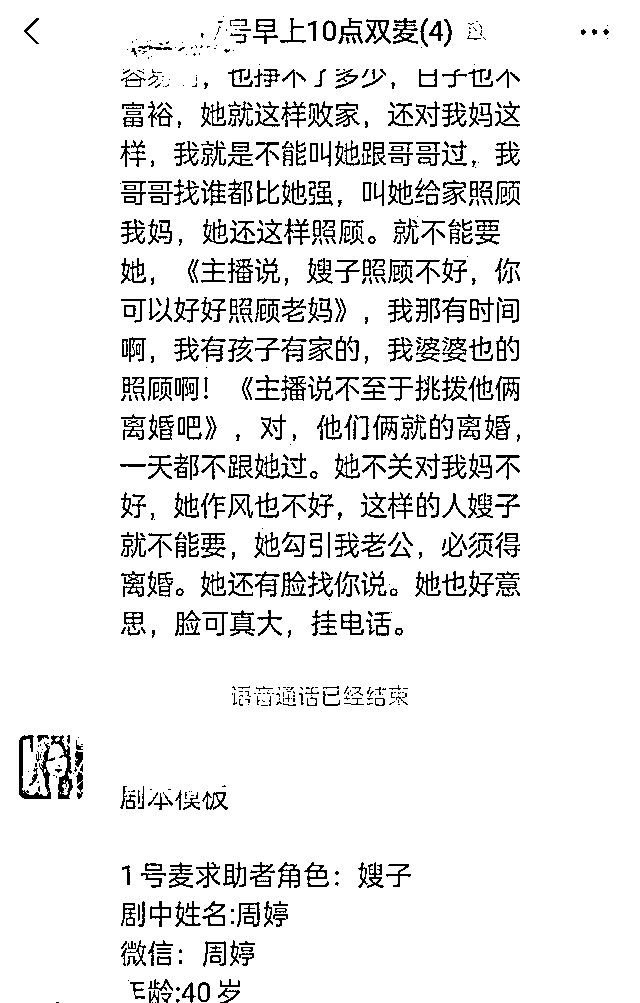 号早上10点双麦(4)
，也挣不了多少，日子也不
富裕，她就这样败家，还对我妈这
样，我就是不能叫她跟哥哥过，我
哥哥找谁都比她强，叫她给家照顾
我妈，她还这样照顾。就不能要
她，《主播说，嫂子照顾不好，你
可以好好照顾老妈》，我那有时间
啊，我有孩子有家的，我婆婆也的
照顾啊！《主播说不至于挑拨他俩
离婚吧》，对，他们俩就的离婚，
一天都不跟她过。她不关对我妈不
好，她作风也不好，这样的人嫂子
就不能要，她勾引我老公，必须得
离婚。她还有脸找你说。她也好意
思，脸可真大，挂电话。
语音通话已经结束
剧本模板
1号麦求助者角色：嫂子
剧中姓名:周婷
微信：周婷
年龄:40岁